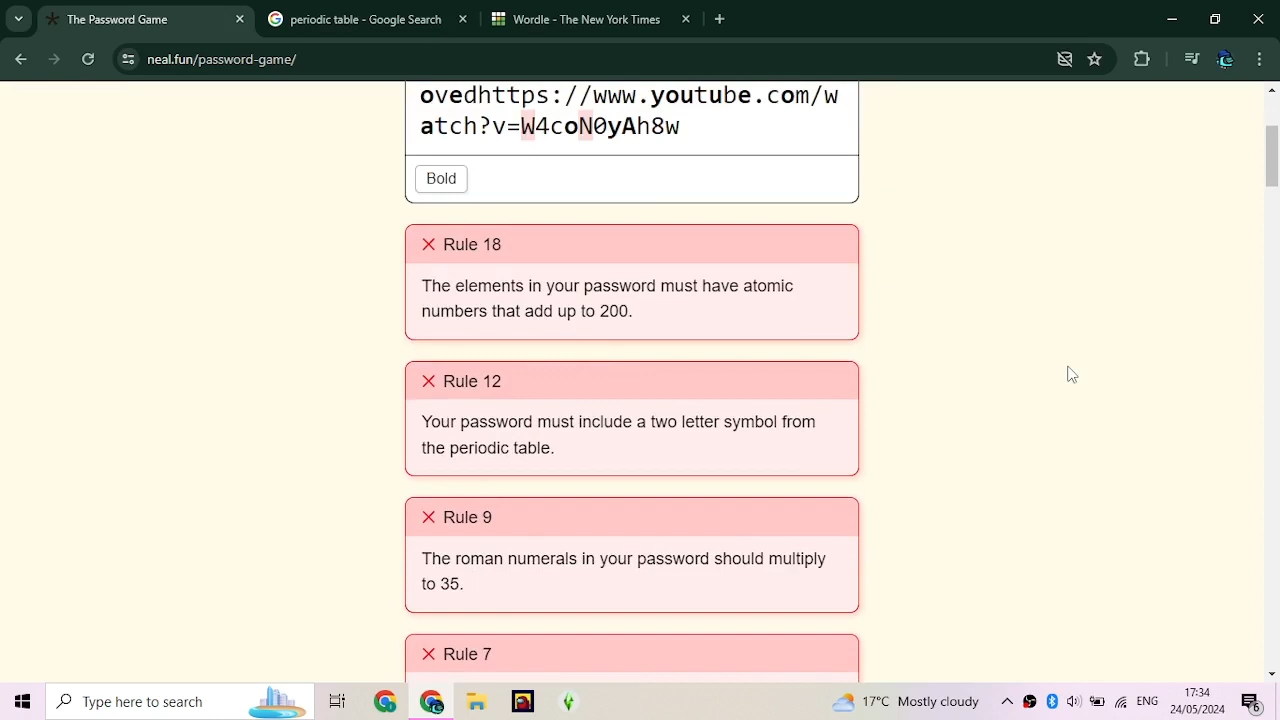 The Password Game
periodic table - Google Search
Wordle - The New York Times
neal.fun/password-game/
ovedhttps://www.youtube.com/w
atch?v=W4coN0yAh8w
Bold
Rule 18
The elements in your password must have atomic
numbers that add up to 200.
Rule 12
Your password must include a two letter symbol from
the periodic table.
Rule 9
The roman numerals in your password should multiply
to 35.
Rule 7
Type here to search
17°C Mostly cloudy
ENG
17:34
24/05/2024
6